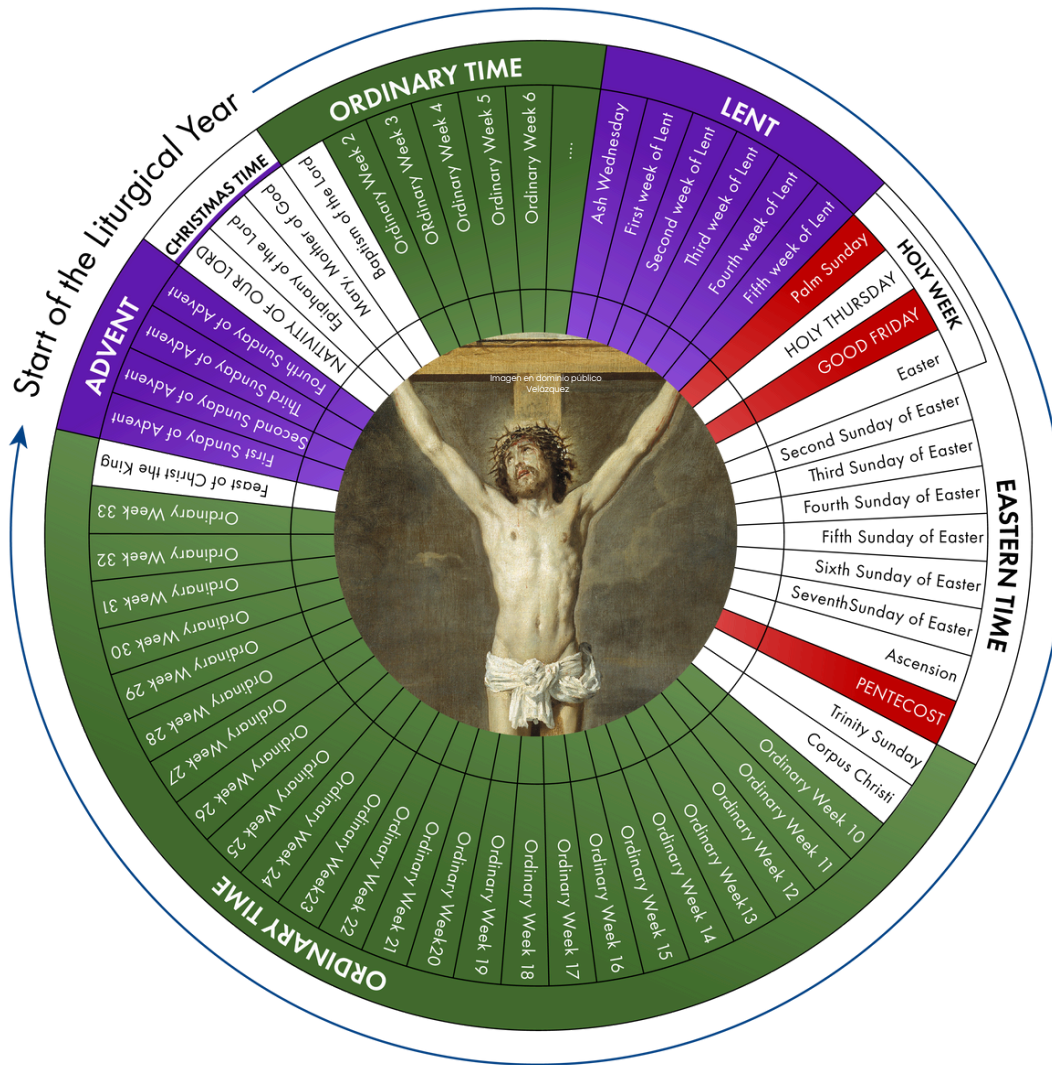 Start of the Liturgical Year
ADVENT
First Sunday of Advent
Second Sunday of Advent
Third Sunday of Advent
Fourth Sunday of Advent
CHRISTMAS TIME
NATIVITY OF OUR LORD
Epiphany of the Lord
Mary, Mother of God
Baptism of the Lord
ORDINARY TIME
Ordinary Week 2
Ordinary Week 3
Ordinary Week 4
Ordinary Week 5
Ordinary Week 6
....
LENT
Ash Wednesday
First week of Lent
Second week of Lent
Third week of Lent
Fourth week of Lent
Fifth week of Lent
HOLY WEEK
Palm Sunday
HOLY THURSDAY
GOOD FRIDAY
Easter
EASTERN TIME
Second Sunday of Easter
Third Sunday of Easter
Fourth Sunday of Easter
Fifth Sunday of Easter
Sixth Sunday of Easter
SeventhSunday of Easter
Ascension
PENTECOST
Trinity Sunday
Corpus Christi
ORDINARY TIME
Ordinary Week 10
Ordinary Week 11
Ordinary Week 12
Ordinary Week13
Ordinary Week 14
Ordinary Week 15
Ordinary Week 16
Ordinary Week 17
Ordinary Week 18
Ordinary Week 19
Ordinary Week20
Ordinary Week 21
Ordinary Week 22
Ordinary Week23
Ordinary Week 24
Ordinary Week 25
Ordinary Week 26
Ordinary Week 27
Ordinary Week 28
Ordinary Week 29
Ordinary Week 30
Ordinary Week 31
Ordinary Week 32
Ordinary Week 33
Feast of Christ the King
Imagen en dominio público
Velázquez